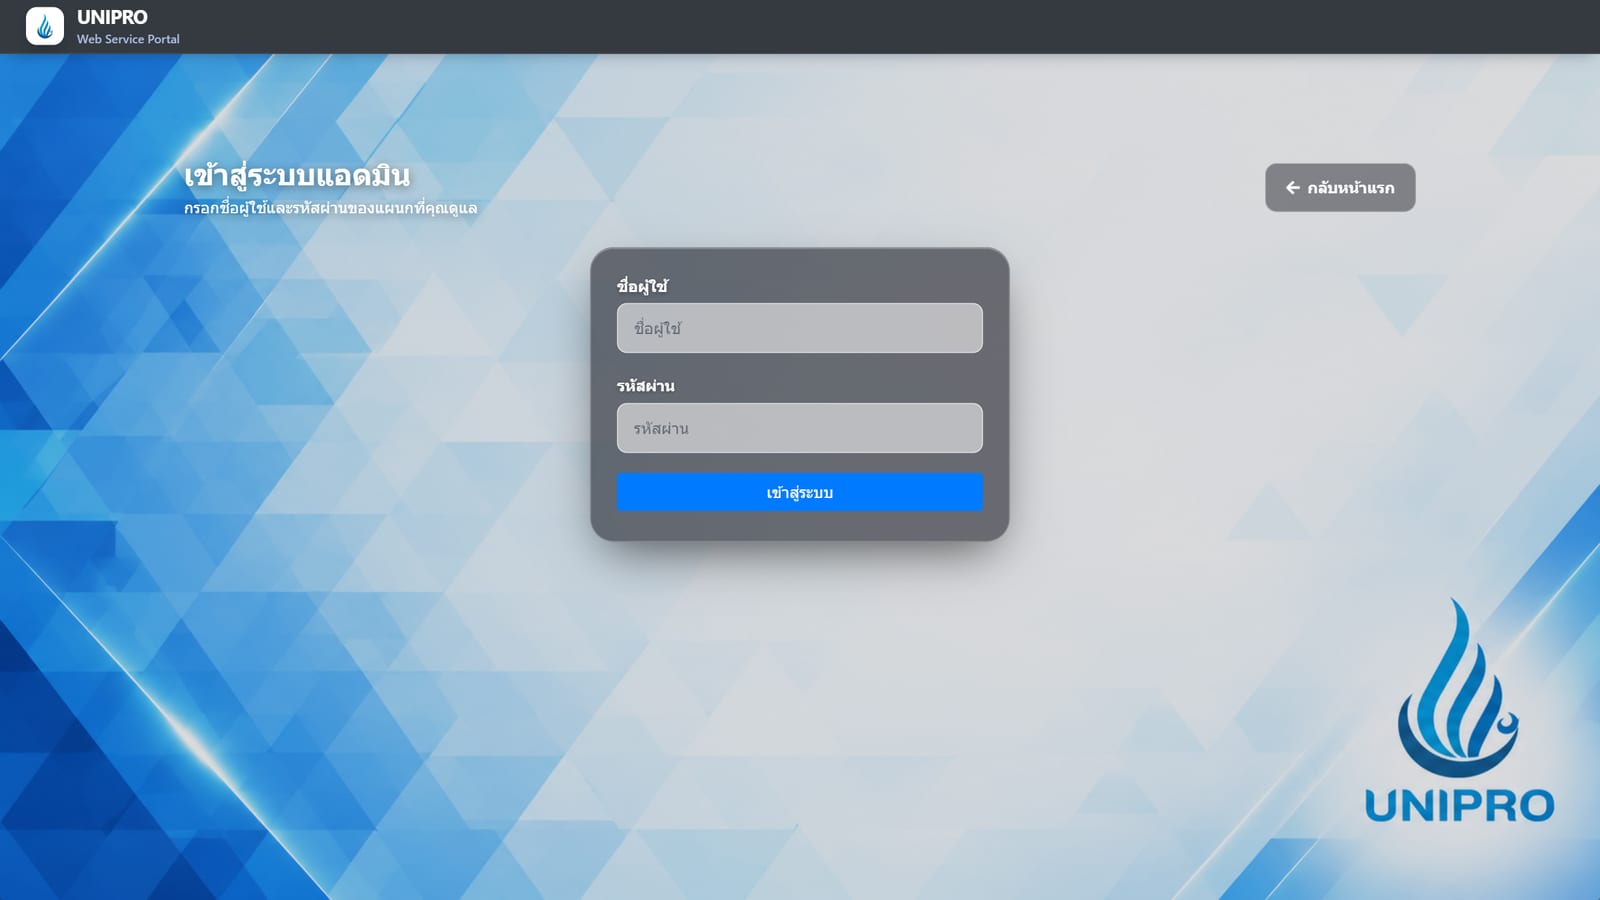 UNIPRO
Web Service Portal
เข้าสู่ระบบแอดมิน
กรอกชื่อผู้ใช้และรหัสผ่านของแผนกที่คุณดูแล
กลับหน้าแรก
ชื่อผู้ใช้
ชื่อผู้ใช้
รหัสผ่าน
รหัสผ่าน
เข้าสู่ระบบ
UNIPRO